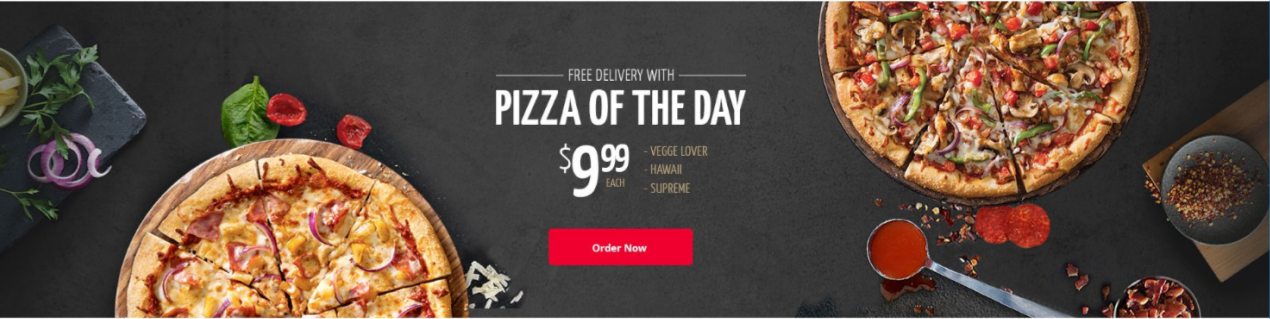 FREE DELIVERY WITH
PIZZA OF THE DAY
$9.99 EACH
- VEGGE LOVER
- HAWAII
- SUPREME
Order Now